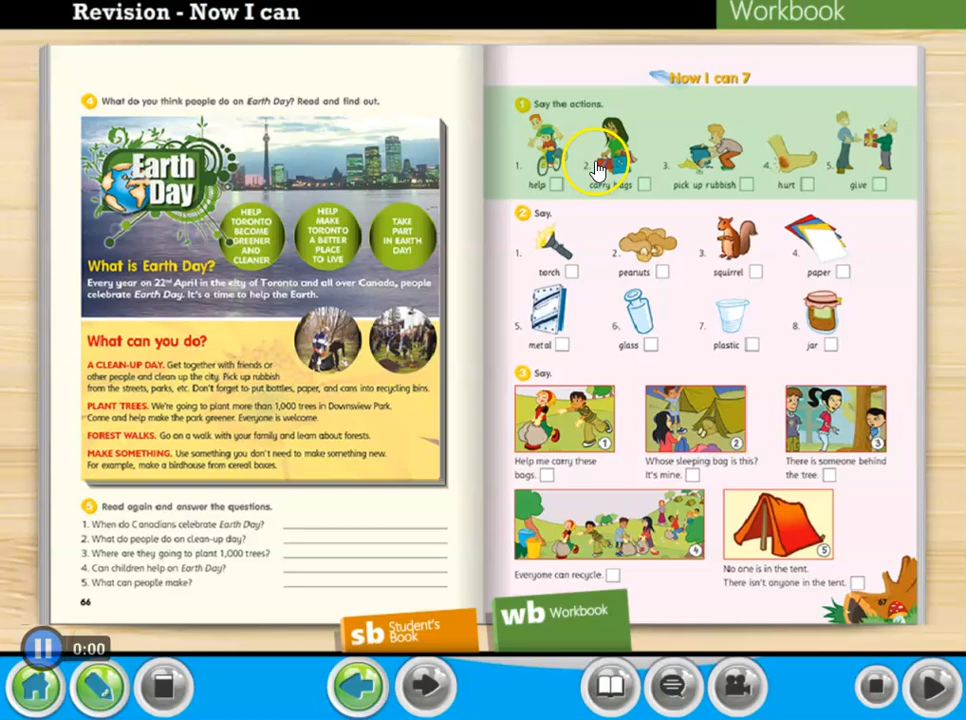 Revision - Now I can
Workbook
4 What do you think people do on Earth Day? Read and find out.
Earth
Day
HELP
TORONTO
BECOME
GREENER
AND
CLEANER
HELP
MAKE
TORONTO
A BETTER
PLACE
TO LIVE
TAKE
PART
IN EARTH
DAY!
What is Earth Day?
Every year on 22nd April in the city of Toronto and all over Canada, people
celebrate Earth Day. It's a time to help the Earth.
What can you do?
A CLEAN-UP DAY. Get together with friends or
other people and clean up the city. Pick up rubbish
from the streets, parks, etc. Don't forget to put bottles, paper, and cans into recycling bins.
PLANT TREES. We're going to plant more than 1,000 trees in Downsview Park.
Come and help make the park greener. Everyone is welcome.
FOREST WALKS. Go on a walk with your family and learn about forests.
MAKE SOMETHING. Use something you don't need to make something new.
For example, make a birdhouse from cereal boxes.
5 Read again and answer the questions.
1. When do Canadians celebrate Earth Day?
2. What do people do on clean-up day?
3. Where are they going to plant 1,000 trees?
4. Can children help on Earth Day?
5. What can people make?
66
Now I can 7
1 Say the actions.
1. 2. 3. 4. 5.
help carry bags pick up rubbish hurt give
2 Say.
1. 2. 3. 4.
torch peanuts squirrel paper
5. 6. 7. 8.
metal glass plastic jar
3 Say.
1 2 3
Help me carry these
bags.
Whose sleeping bag is this?
It's mine.
There is someone behind
the tree.
4 5
Everyone can recycle.
No one is in the tent.
There isn't anyone in the tent.
67
sb Student's
Book
wb Workbook
0:00